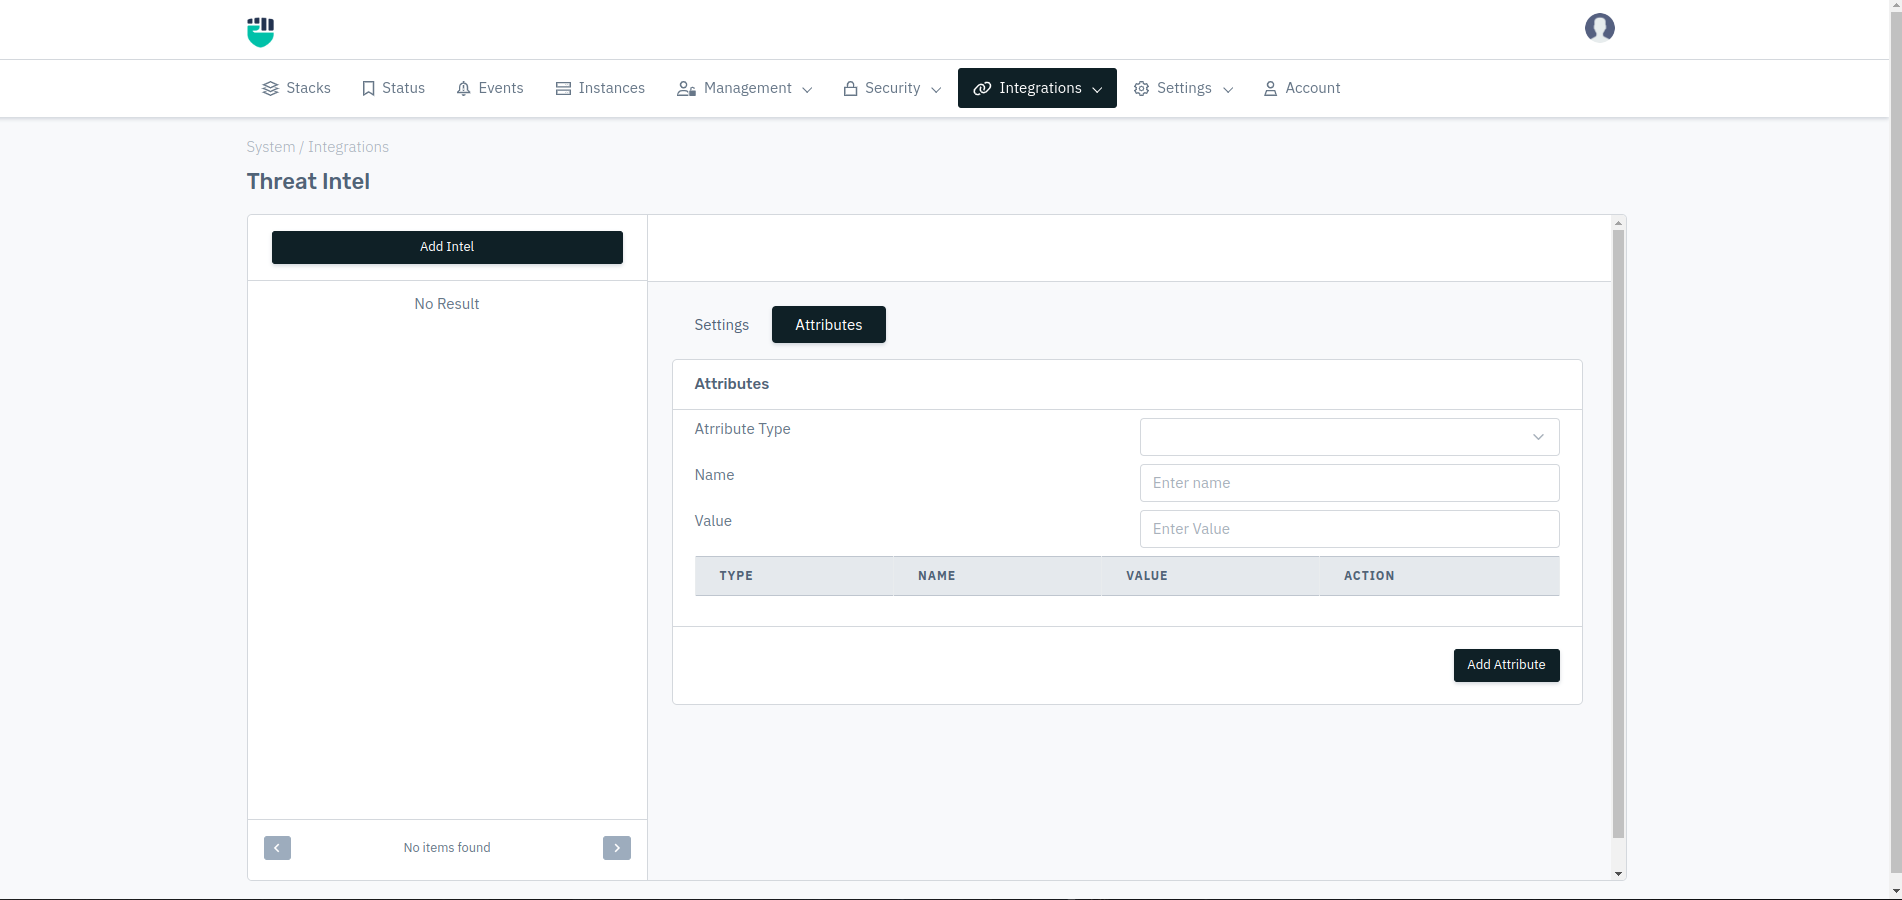 Stacks Status Events Instances Management Security Integrations Settings Account
System / Integrations
Threat Intel
Add Intel
No Result
Settings Attributes
Attributes
Atrribute Type
Name Enter name
Value Enter Value
TYPE NAME VALUE ACTION
Add Attribute
No items found